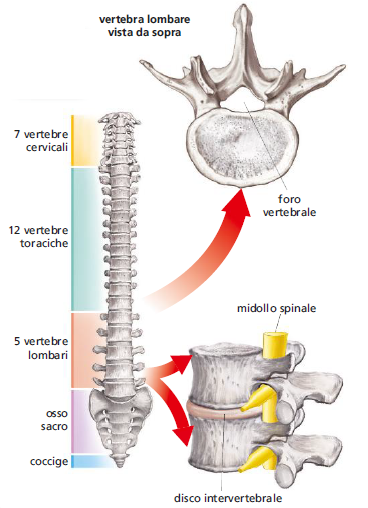 vertebra lombare
vista da sopra
7 vertebre
cervicali
foro
vertebrale
12 vertebre
toraciche
midollo spinale
5 vertebre
lombari
osso
sacro
coccige
disco intervertebrale